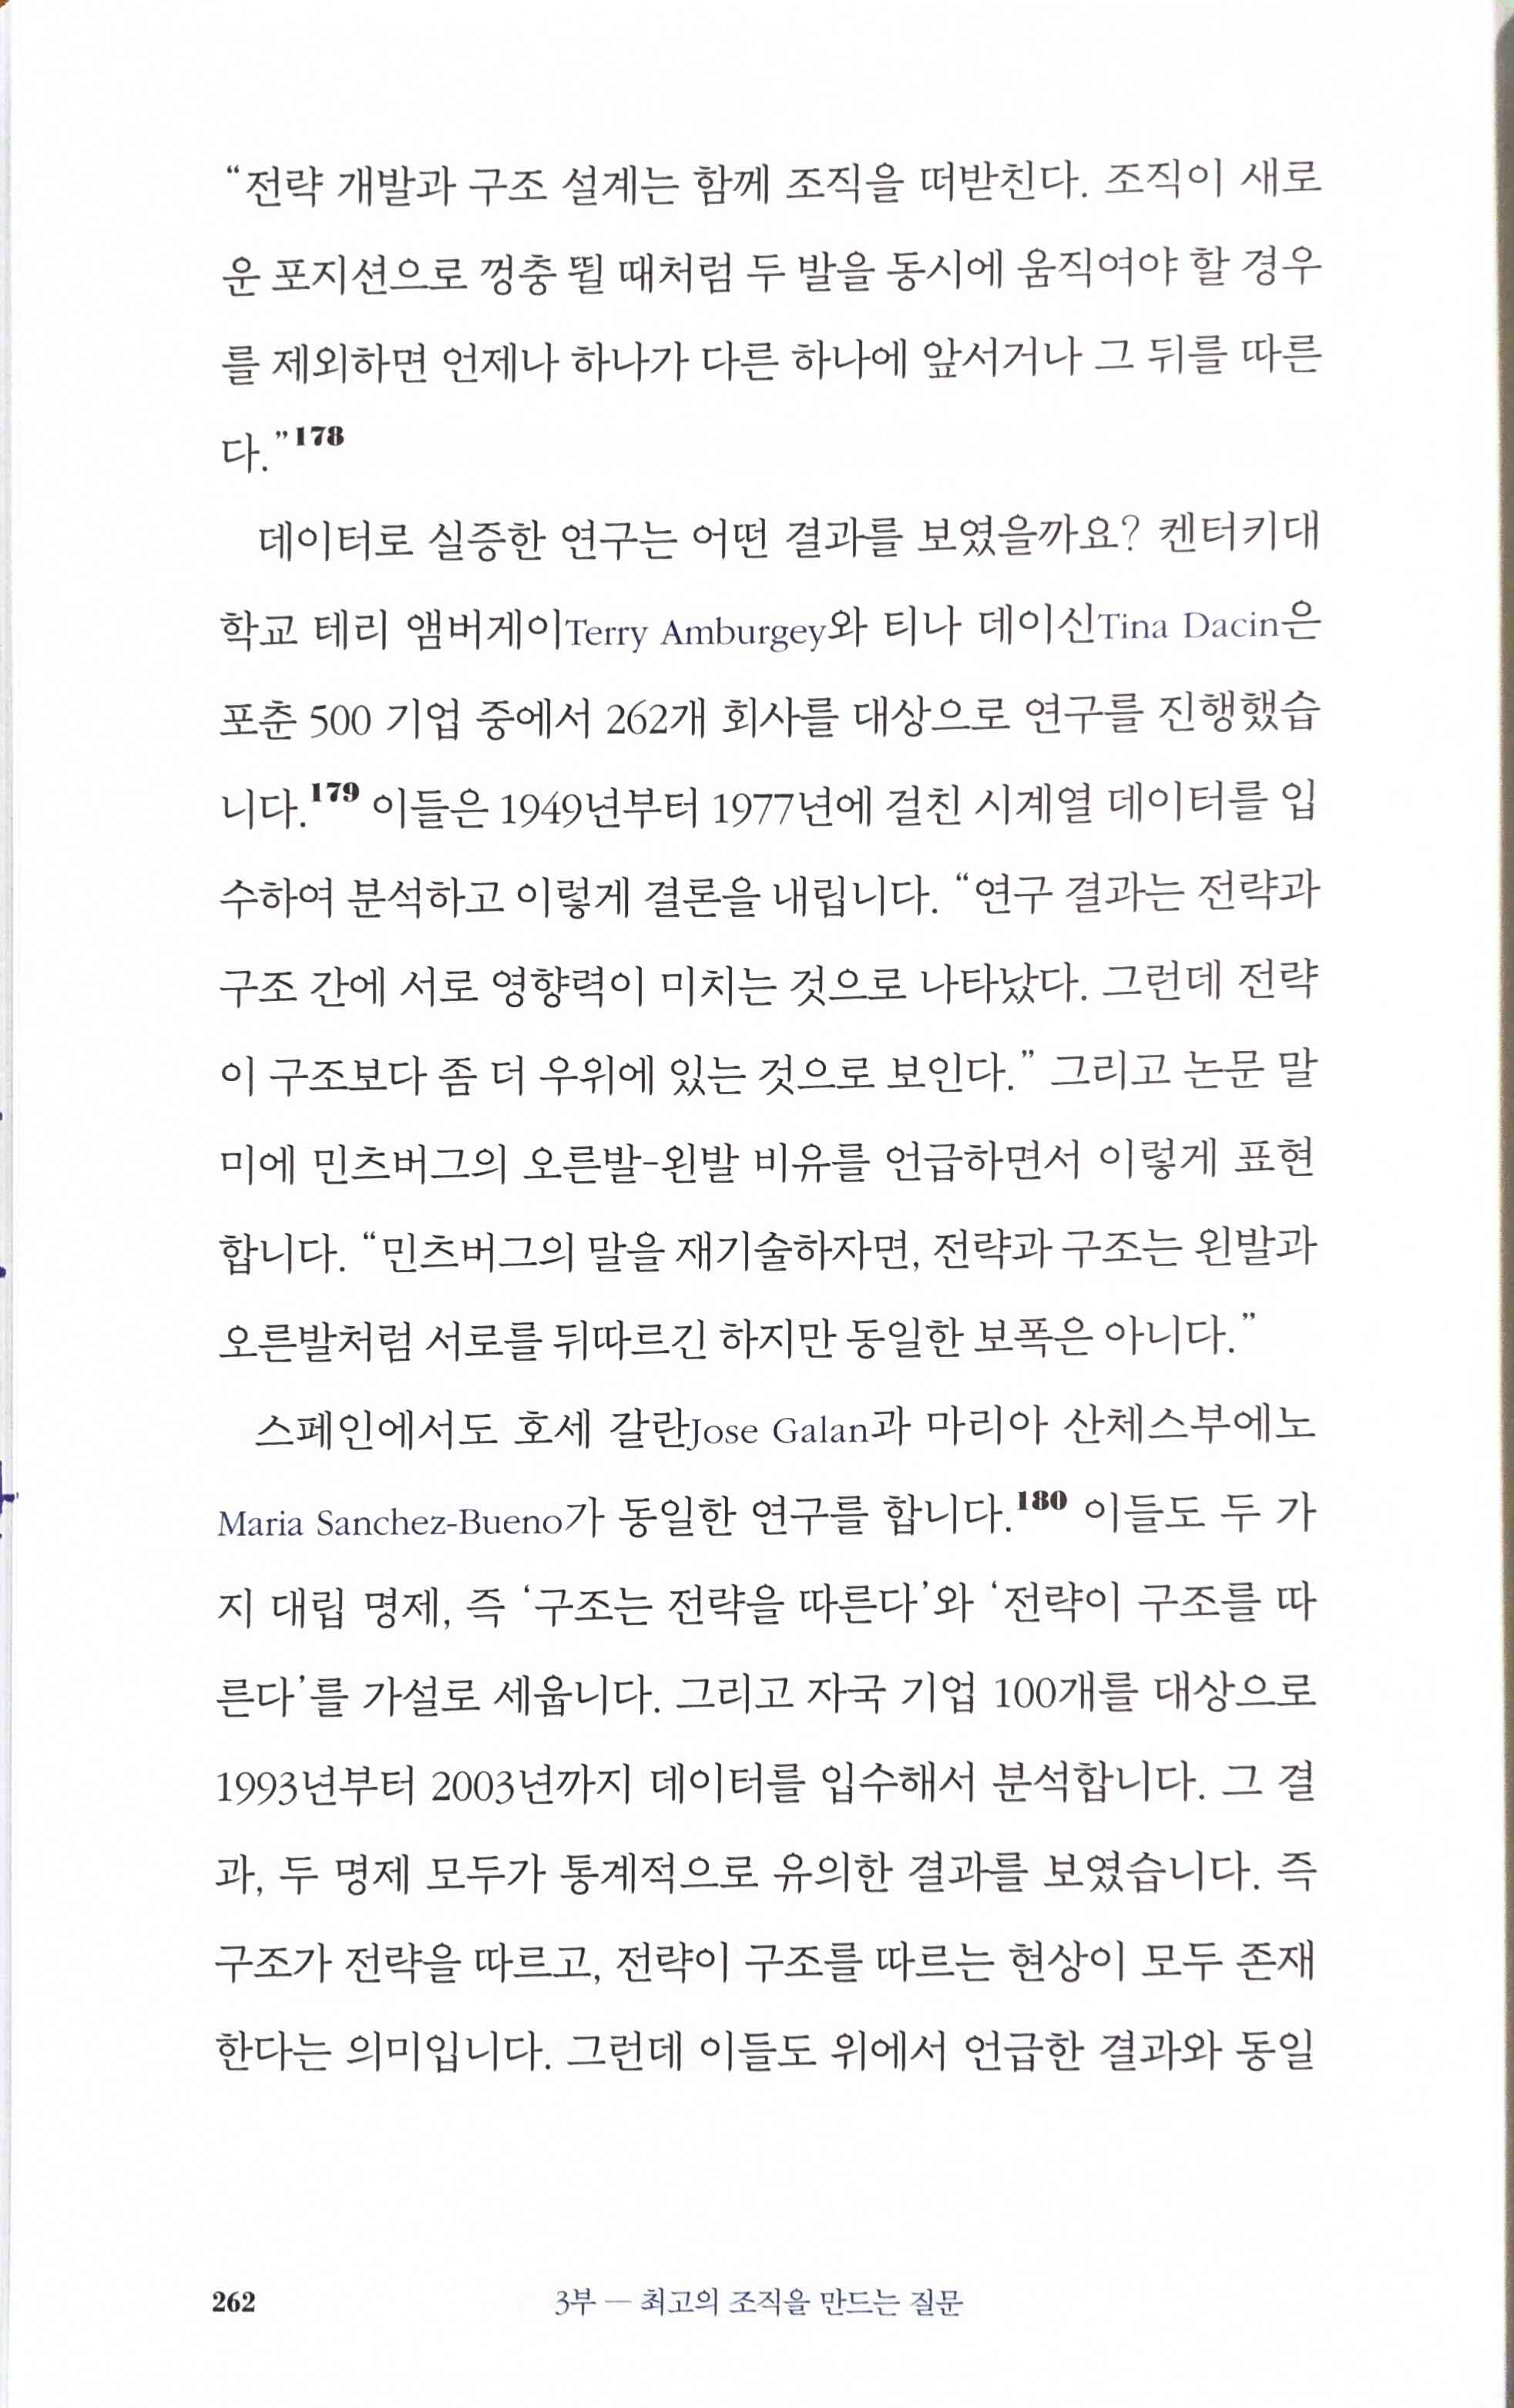 “전략 개발과 구조 설계는 함께 조직을 떠받친다. 조직이 새로
운 포지션으로 껑충 뛸 때처럼 두 발을 동시에 움직여야 할 경우
를 제외하면 언제나 하나가 다른 하나에 앞서거나 그 뒤를 따른
다.”178
데이터로 실증한 연구는 어떤 결과를 보였을까요? 켄터키대
학교 테리 앰버게이Terry Amburgey와 티나 데이신Tina Dacin은
포춘 500 기업 중에서 262개 회사를 대상으로 연구를 진행했습
니다.179 이들은 1949년부터 1977년에 걸친 시계열 데이터를 입
수하여 분석하고 이렇게 결론을 내립니다. “연구 결과는 전략과
구조 간에 서로 영향력이 미치는 것으로 나타났다. 그런데 전략
이 구조보다 좀 더 우위에 있는 것으로 보인다.” 그리고 논문 말
미에 민츠버그의 오른발-왼발 비유를 언급하면서 이렇게 표현
합니다. “민츠버그의 말을 재기술하자면, 전략과 구조는 왼발과
오른발처럼 서로를 뒤따르긴 하지만 동일한 보폭은 아니다.”
스페인에서도 호세 갈란Jose Galan과 마리아 산체스부에노
Maria Sanchez-Bueno가 동일한 연구를 합니다.180 이들도 두 가
지 대립 명제, 즉 ‘구조는 전략을 따른다’와 ‘전략이 구조를 따
른다’를 가설로 세웁니다. 그리고 자국 기업 100개를 대상으로
1993년부터 2003년까지 데이터를 입수해서 분석합니다. 그 결
과, 두 명제 모두가 통계적으로 유의한 결과를 보였습니다. 즉
구조가 전략을 따르고, 전략이 구조를 따르는 현상이 모두 존재
한다는 의미입니다. 그런데 이들도 위에서 언급한 결과와 동일
262 3부 — 최고의 조직을 만드는 질문